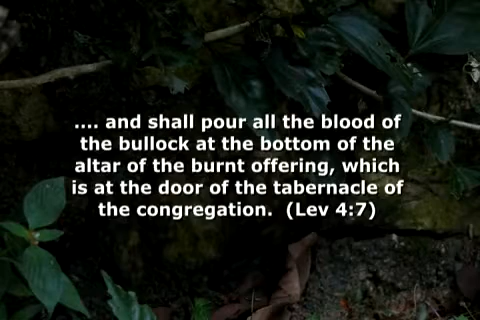 .... and shall pour all the blood of
the bullock at the bottom of the
altar of the burnt offering, which
is at the door of the tabernacle of
the congregation.  (Lev 4:7)